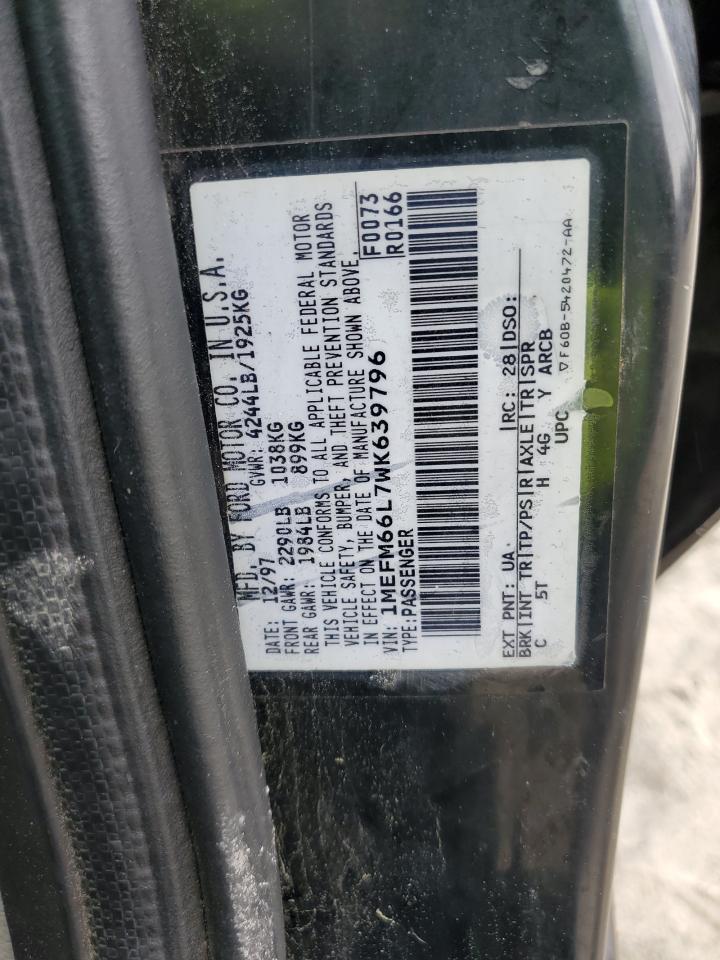 MFD. BY FORD MOTOR CO. IN U.S.A.
DATE: 12/97 GVWR: 4244LB/1925KG
FRONT GAWR: 2290LB 1038KG
REAR GAWR: 1984LB 899KG
THIS VEHICLE CONFORMS TO ALL APPLICABLE FEDERAL MOTOR
VEHICLE SAFETY, BUMPER, AND THEFT PREVENTION STANDARDS
IN EFFECT ON THE DATE OF MANUFACTURE SHOWN ABOVE.
VIN: 1MEFM66L7WK639796 F0073
TYPE: PASSENGER R0166
EXT PNT: UA RC: 28 DSO:
BRK|INT TR|TP/PS|R|AXLE|TR|SPR
C 5T H 4G Y ARCB
UPC
▽F60B-5420472-AA